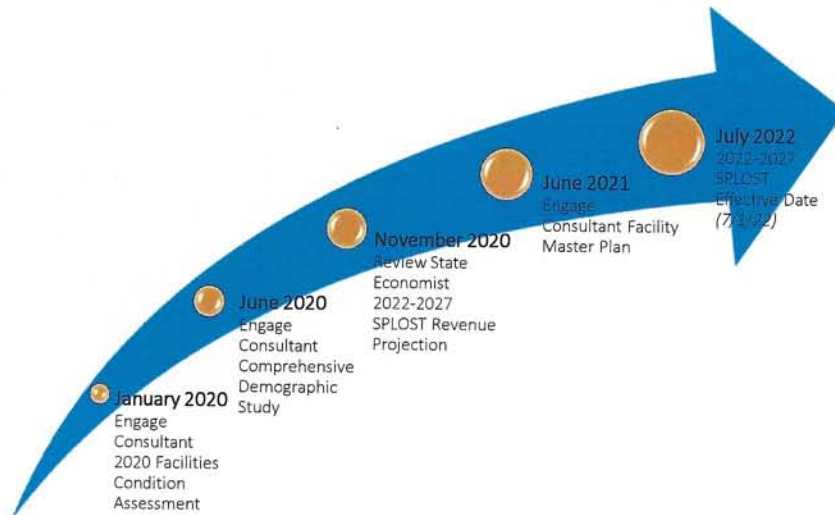 January 2020
Engage
Consultant
2020 Facilities
Condition
Assessment
June 2020
Engage
Consultant
Comprehensive
Demographic
Study
November 2020
Review State
Economist
2022-2027
SPLOST Revenue
Projection
June 2021
Engage
Consultant Facility
Master Plan
July 2022
2022-2027
SPLOST
Effective Date
(7/1/22)